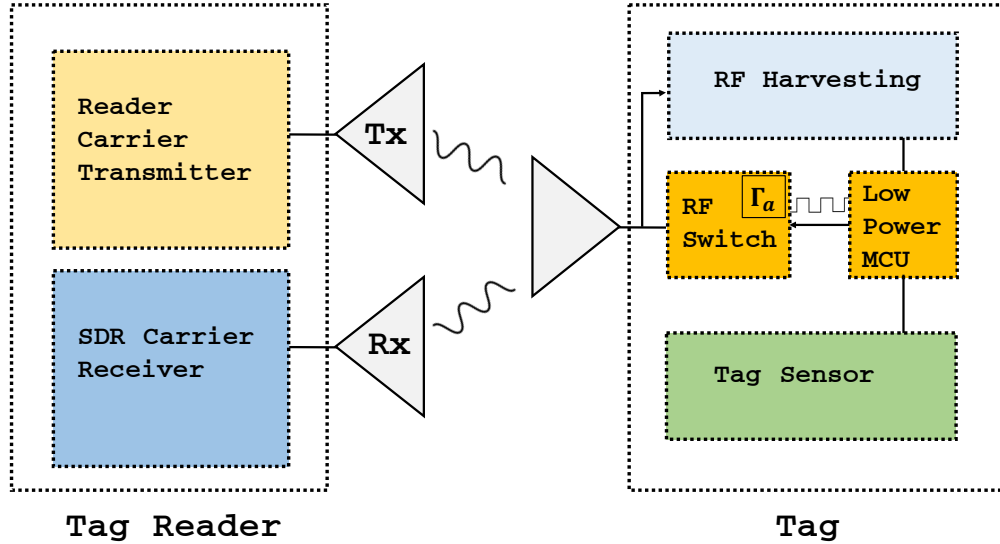 Reader
Carrier
Transmitter
Tx
SDR Carrier
Receiver
Rx
Tag Reader
RF Harvesting
RF
Switch
Γₐ
Low
Power
MCU
Tag Sensor
Tag